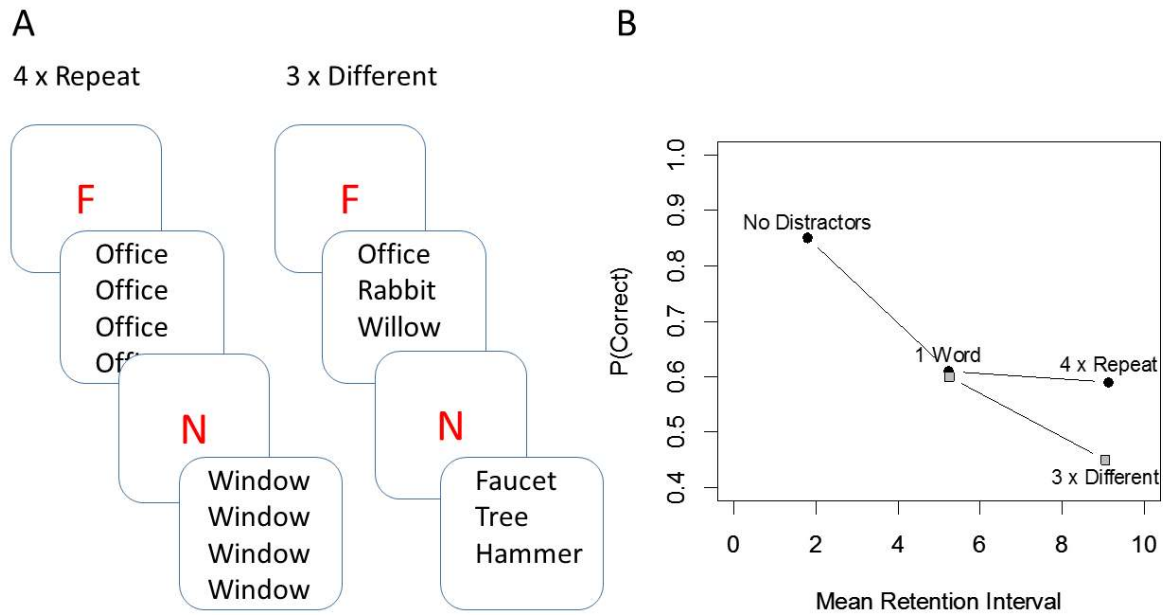 A
4 x Repeat
3 x Different
F
Office
Office
Office
Off
N
Window
Window
Window
Window
F
Office
Rabbit
Willow
N
Faucet
Tree
Hammer
B
P(Correct)
1.0
0.9
0.8
0.7
0.6
0.5
0.4
No Distractors
1 Word
4 x Repeat
3 x Different
0 2 4 6 8 10
Mean Retention Interval